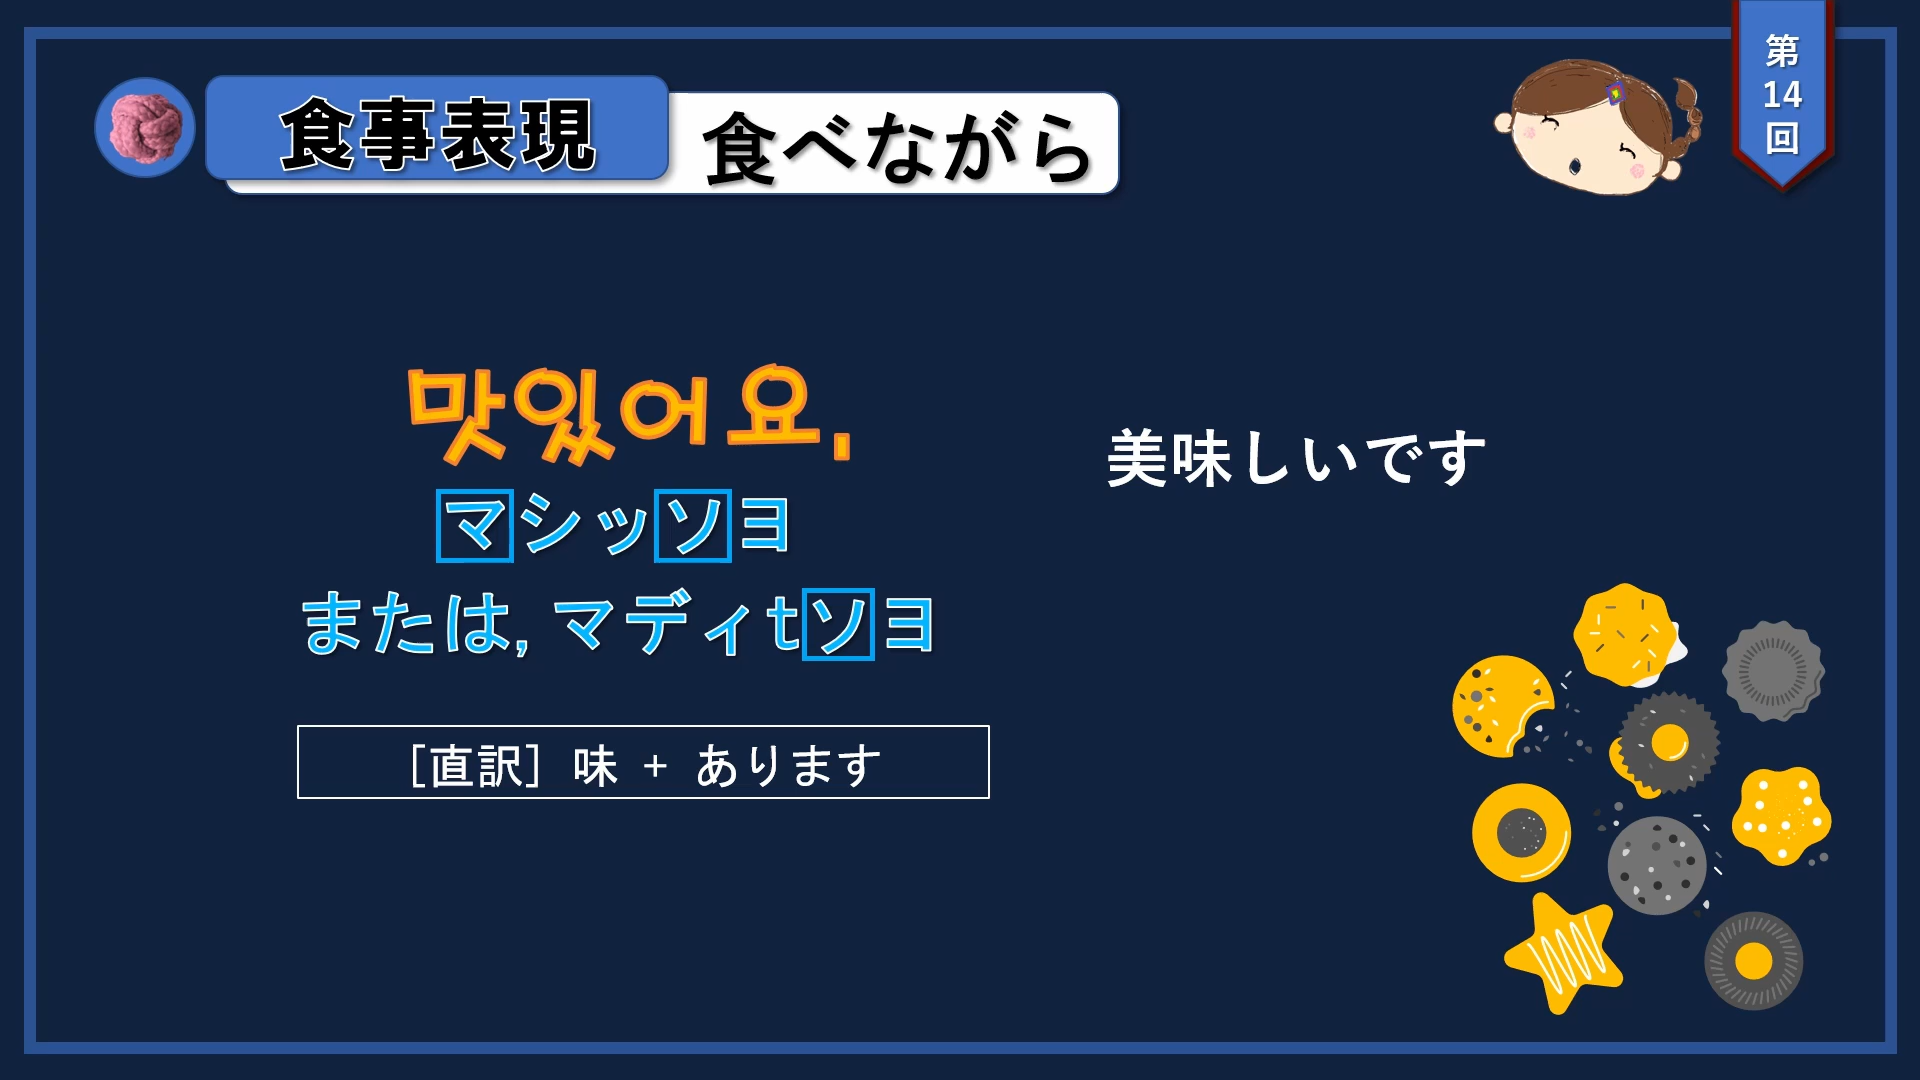 食事表現
食べながら
第
14
回
맛있어요.
マシッソヨ
または, マディtソヨ
美味しいです
[直訳] 味 + あります